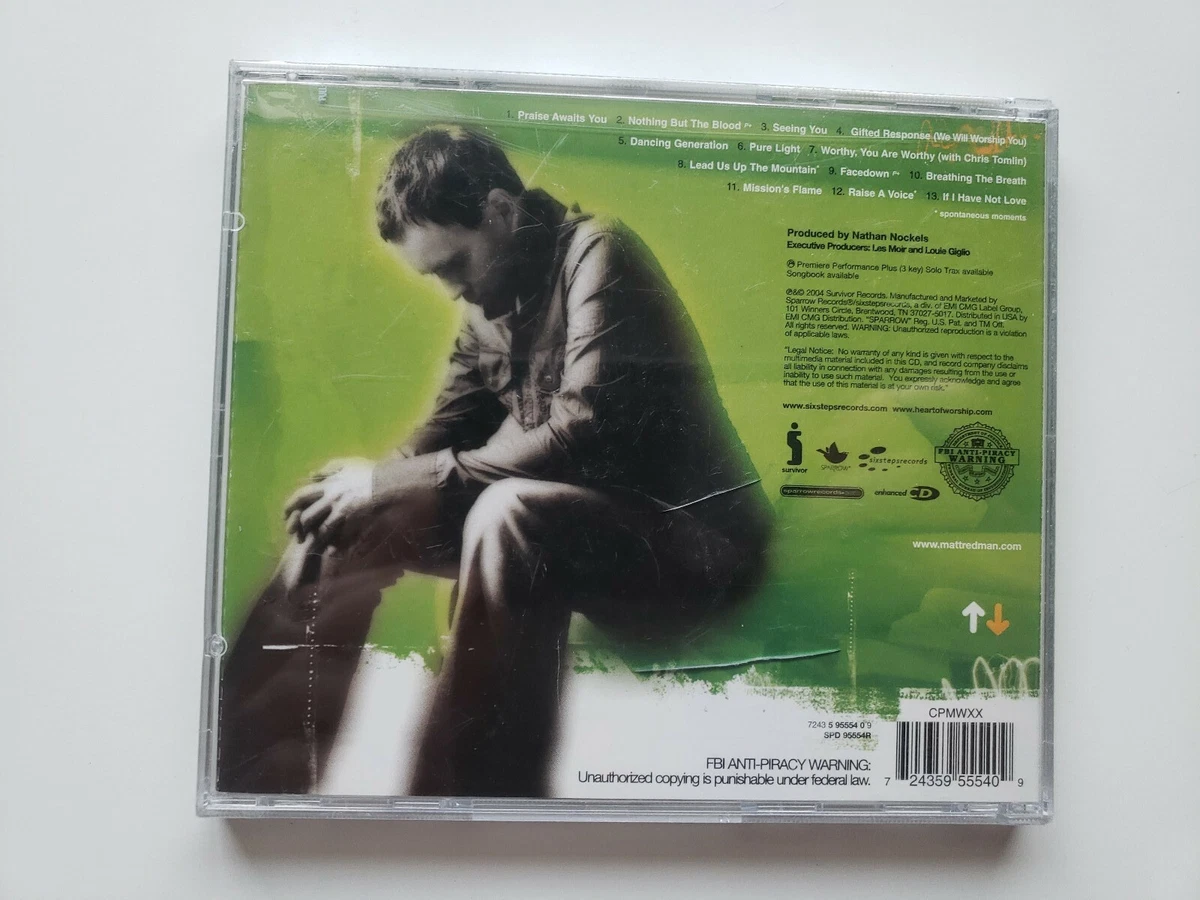 1. Praise Awaits You 2. Nothing But The Blood P+ 3. Seeing You 4. Gifted Response (We Will Worship You)
5. Dancing Generation 6. Pure Light 7. Worthy, You Are Worthy (with Chris Tomlin)
8. Lead Us Up The Mountain* 9. Facedown P+ 10. Breathing The Breath
11. Mission's Flame 12. Raise A Voice* 13. If I Have Not Love
* spontaneous moments
Produced by Nathan Nockels
Executive Producers: Les Moir and Louie Giglio
Premiere Performance Plus (3 key) Solo Trax available
Songbook available
℗&© 2004 Survivor Records. Manufactured and Marketed by
Sparrow Records®/sixstepsrecords, a div. of EMI CMG Label Group,
101 Winners Circle, Brentwood, TN 37027-5017. Distributed in USA by
EMI CMG Distribution. "SPARROW" Reg. U.S. Pat. and TM Off.
All rights reserved. WARNING: Unauthorized reproduction is a violation
of applicable laws.
"Legal Notice: No warranty of any kind is given with respect to the
multimedia material included in this CD, and record company disclaims
all liability in connection with any damages resulting from the use or
inability to use such material. You expressly acknowledge and agree
that the use of this material is at your own risk."
www.sixstepsrecords.com www.heartofworship.com
survivor
SPARROW
sixstepsrecords
FBI ANTI-PIRACY
WARNING
sparrowrecords
enhanced CD
www.mattredman.com
CPMWXX
7243 5 95554 0 9
SPD 95554R
FBI ANTI-PIRACY WARNING:
Unauthorized copying is punishable under federal law.
7 24359 55540 9